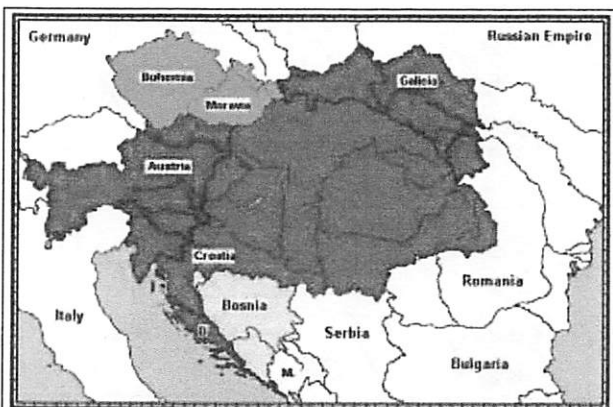 Germany
Russian Empire
Bohemia
Moravia
Galicia
Austria
Croatia
Bosnia
Romania
Italy
Serbia
Bulgaria
M.